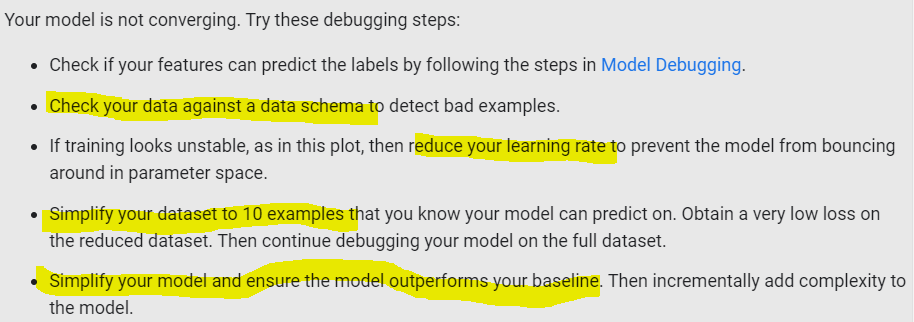 Your model is not converging. Try these debugging steps:
• Check if your features can predict the labels by following the steps in Model Debugging.
• Check your data against a data schema to detect bad examples.
• If training looks unstable, as in this plot, then reduce your learning rate to prevent the model from bouncing
around in parameter space.
• Simplify your dataset to 10 examples that you know your model can predict on. Obtain a very low loss on
the reduced dataset. Then continue debugging your model on the full dataset.
• Simplify your model and ensure the model outperforms your baseline. Then incrementally add complexity to
the model.